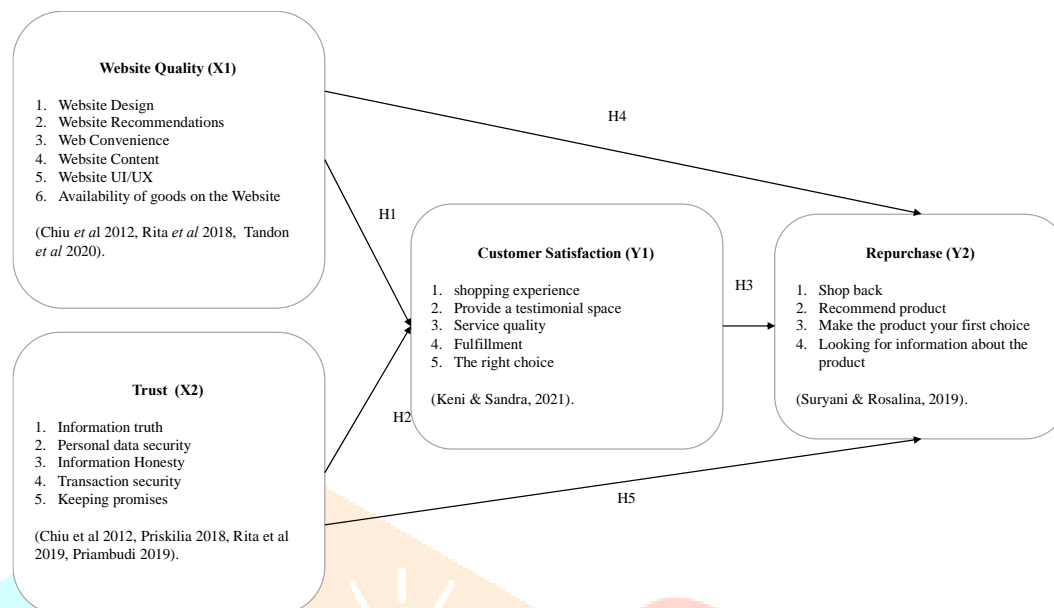 Website Quality (X1)
1. Website Design
2. Website Recommendations
3. Web Convenience
4. Website Content
5. Website UI/UX
6. Availability of goods on the Website
(Chiu et al 2012, Rita et al 2018, Tandon
et al 2020).
H4
H1
Customer Satisfaction (Y1)
1. shopping experience
2. Provide a testimonial space
3. Service quality
4. Fulfillment
5. The right choice
(Keni & Sandra, 2021).
H3
Repurchase (Y2)
1. Shop back
2. Recommend product
3. Make the product your first choice
4. Looking for information about the
product
(Suryani & Rosalina, 2019).
Trust (X2)
1. Information truth
2. Personal data security
3. Information Honesty
4. Transaction security
5. Keeping promises
(Chiu et al 2012, Priskilia 2018, Rita et al
2019, Priambudi 2019).
H2
H5